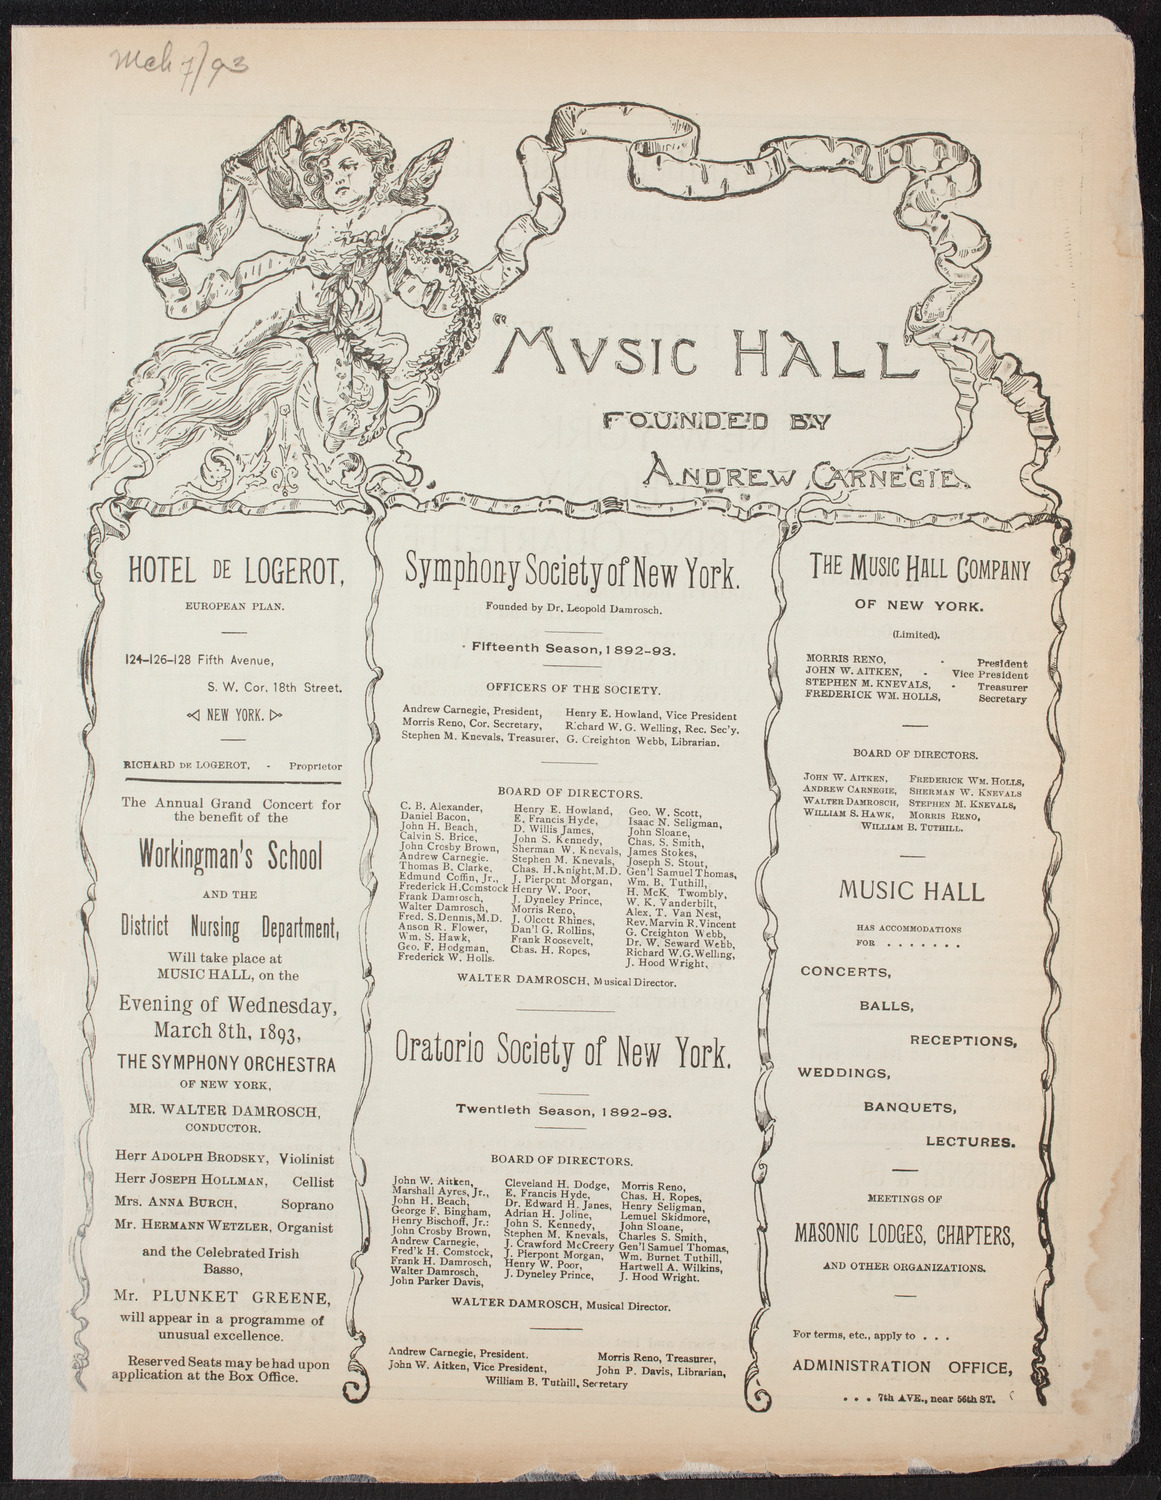 Mch 7/93
"MVSIC HALL
FOUNDED BY
ANDREW CARNEGIE.
HOTEL DE LOGEROT,
EUROPEAN PLAN.
124-126-128 Fifth Avenue,
S. W. Cor. 18th Street.
NEW YORK.
RICHARD DE LOGEROT, - Proprietor
The Annual Grand Concert for
the benefit of the
Workingman's School
AND THE
District Nursing Department,
Will take place at
MUSIC HALL, on the
Evening of Wednesday,
March 8th, 1893,
THE SYMPHONY ORCHESTRA
OF NEW YORK,
MR. WALTER DAMROSCH,
CONDUCTOR.
Herr ADOLPH BRODSKY, Violinist
Herr JOSEPH HOLLMAN, Cellist
Mrs. ANNA BURCH, Soprano
Mr. HERMANN WETZLER, Organist
and the Celebrated Irish
Basso,
Mr. PLUNKET GREENE,
will appear in a programme of
unusual excellence.
Reserved Seats may be had upon
application at the Box Office.
Symphony Society of New York.
Founded by Dr. Leopold Damrosch.
Fifteenth Season, 1892-93.
OFFICERS OF THE SOCIETY.
Andrew Carnegie, President, Henry E. Howland, Vice President
Morris Reno, Cor. Secretary, Richard W. G. Welling, Rec. Sec'y.
Stephen M. Knevals, Treasurer, G. Creighton Webb, Librarian.
BOARD OF DIRECTORS.
C. B. Alexander,
Daniel Bacon,
John H. Beach,
Calvin S. Brice,
John Crosby Brown,
Andrew Carnegie.
Thomas B. Clarke,
Edmund Coffin, Jr.,
Frederick H. Comstock
Frank Damrosch,
Walter Damrosch,
Fred. S. Dennis, M.D.
Anson R. Flower,
Wm. S. Hawk,
Geo. F. Hodgman,
Frederick W. Holls.
Henry E. Howland,
E. Francis Hyde,
D. Willis James,
John S. Kennedy,
Sherman W. Knevals,
Stephen M. Knevals,
Chas. H. Knight, M.D.
J. Pierpont Morgan,
Henry W. Poor,
J. Dyneley Prince,
Morris Reno,
J. Olcott Rhines,
Dan'l G. Rollins,
Frank Roosevelt,
Chas. H. Ropes,
Geo. W. Scott,
Isaac N. Seligman,
John Sloane,
Chas. S. Smith,
James Stokes,
Joseph S. Stout,
Gen'l Samuel Thomas,
Wm. B. Tuthill,
H. McK. Twombly,
W. K. Vanderbilt,
Alex. T. Van Nest,
Rev. Marvin R. Vincent
G. Creighton Webb,
Dr. W. Seward Webb,
Richard W.G. Welling,
J. Hood Wright,
WALTER DAMROSCH, Musical Director.
Oratorio Society of New York.
Twentieth Season, 1892-93.
BOARD OF DIRECTORS.
John W. Aitken,
Marshall Ayres, Jr.,
John H. Beach,
George F. Bingham,
Henry Bischoff, Jr.:
John Crosby Brown,
Andrew Carnegie,
Fred'k H. Comstock,
Frank H. Damrosch,
Walter Damrosch,
John Parker Davis,
Cleveland H. Dodge,
E. Francis Hyde,
Dr. Edward H. Janes,
Adrian H. Joline,
John S. Kennedy,
Stephen M. Knevals,
J. Crawford McCreery
J. Pierpont Morgan,
Henry W. Poor,
J. Dyneley Prince,
Morris Reno,
Chas. H. Ropes,
Henry Seligman,
Lemuel Skidmore,
John Sloane,
Charles S. Smith,
Gen'l Samuel Thomas,
Wm. Burnet Tuthill,
Hartwell A. Wilkins,
J. Hood Wright.
WALTER DAMROSCH, Musical Director.
Andrew Carnegie, President. Morris Reno, Treasurer,
John W. Aitken, Vice President, John P. Davis, Librarian,
William B. Tuthill, Secretary
THE MUSIC HALL COMPANY
OF NEW YORK.
(Limited).
MORRIS RENO, - President
JOHN W. AITKEN, - Vice President
STEPHEN M. KNEVALS, - Treasurer
FREDERICK WM. HOLLS, Secretary
BOARD OF DIRECTORS.
JOHN W. AITKEN, FREDERICK WM. HOLLS,
ANDREW CARNEGIE, SHERMAN W. KNEVALS
WALTER DAMROSCH, STEPHEN M. KNEVALS,
WILLIAM S. HAWK, MORRIS RENO,
WILLIAM B. TUTHILL.
MUSIC HALL
HAS ACCOMMODATIONS
FOR . . . . . . .
CONCERTS,
BALLS,
RECEPTIONS,
WEDDINGS,
BANQUETS,
LECTURES.
MEETINGS OF
MASONIC LODGES, CHAPTERS,
AND OTHER ORGANIZATIONS.
For terms, etc., apply to . . .
ADMINISTRATION OFFICE,
. . . 7th AVE., near 56th ST.